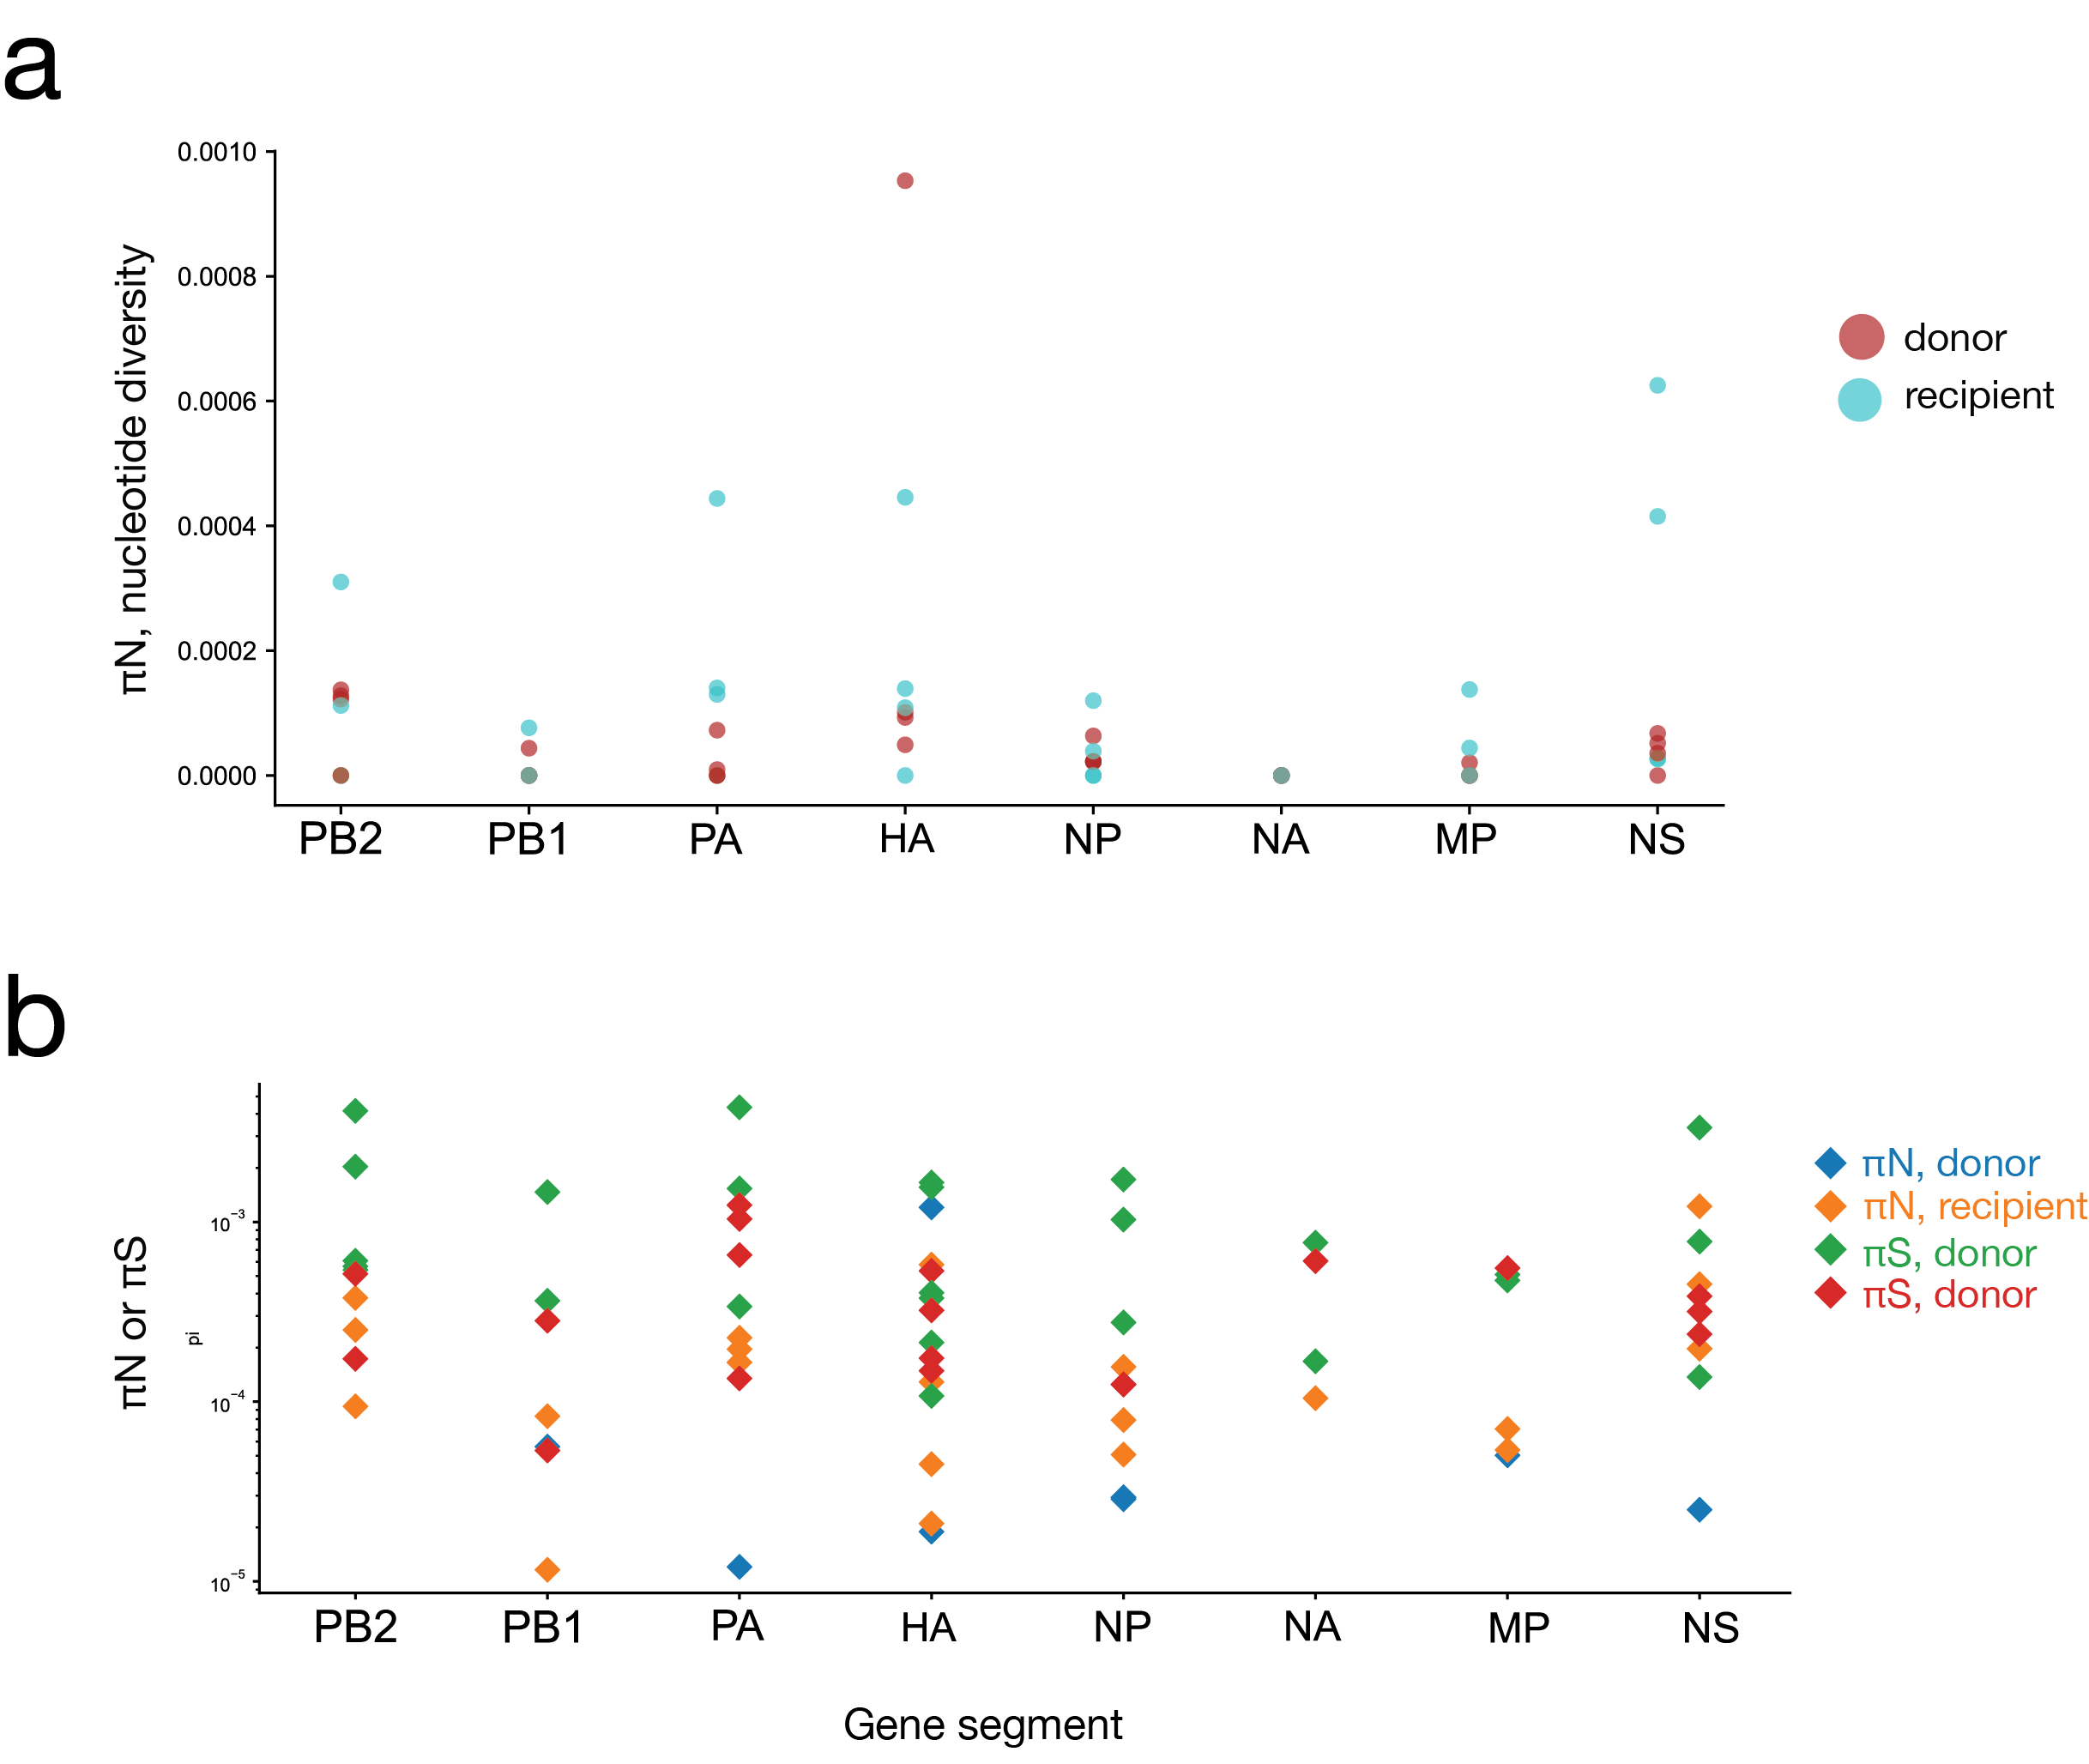 a
πN, nucleotide diversity
0.0010
0.0008
0.0006
0.0004
0.0002
0.0000
PB2 PB1 PA HA NP NA MP NS
donor
recipient
b
πN or πS
pi
10⁻³
10⁻⁴
10⁻⁵
PB2 PB1 PA HA NP NA MP NS
πN, donor
πN, recipient
πS, donor
πS, donor
Gene segment